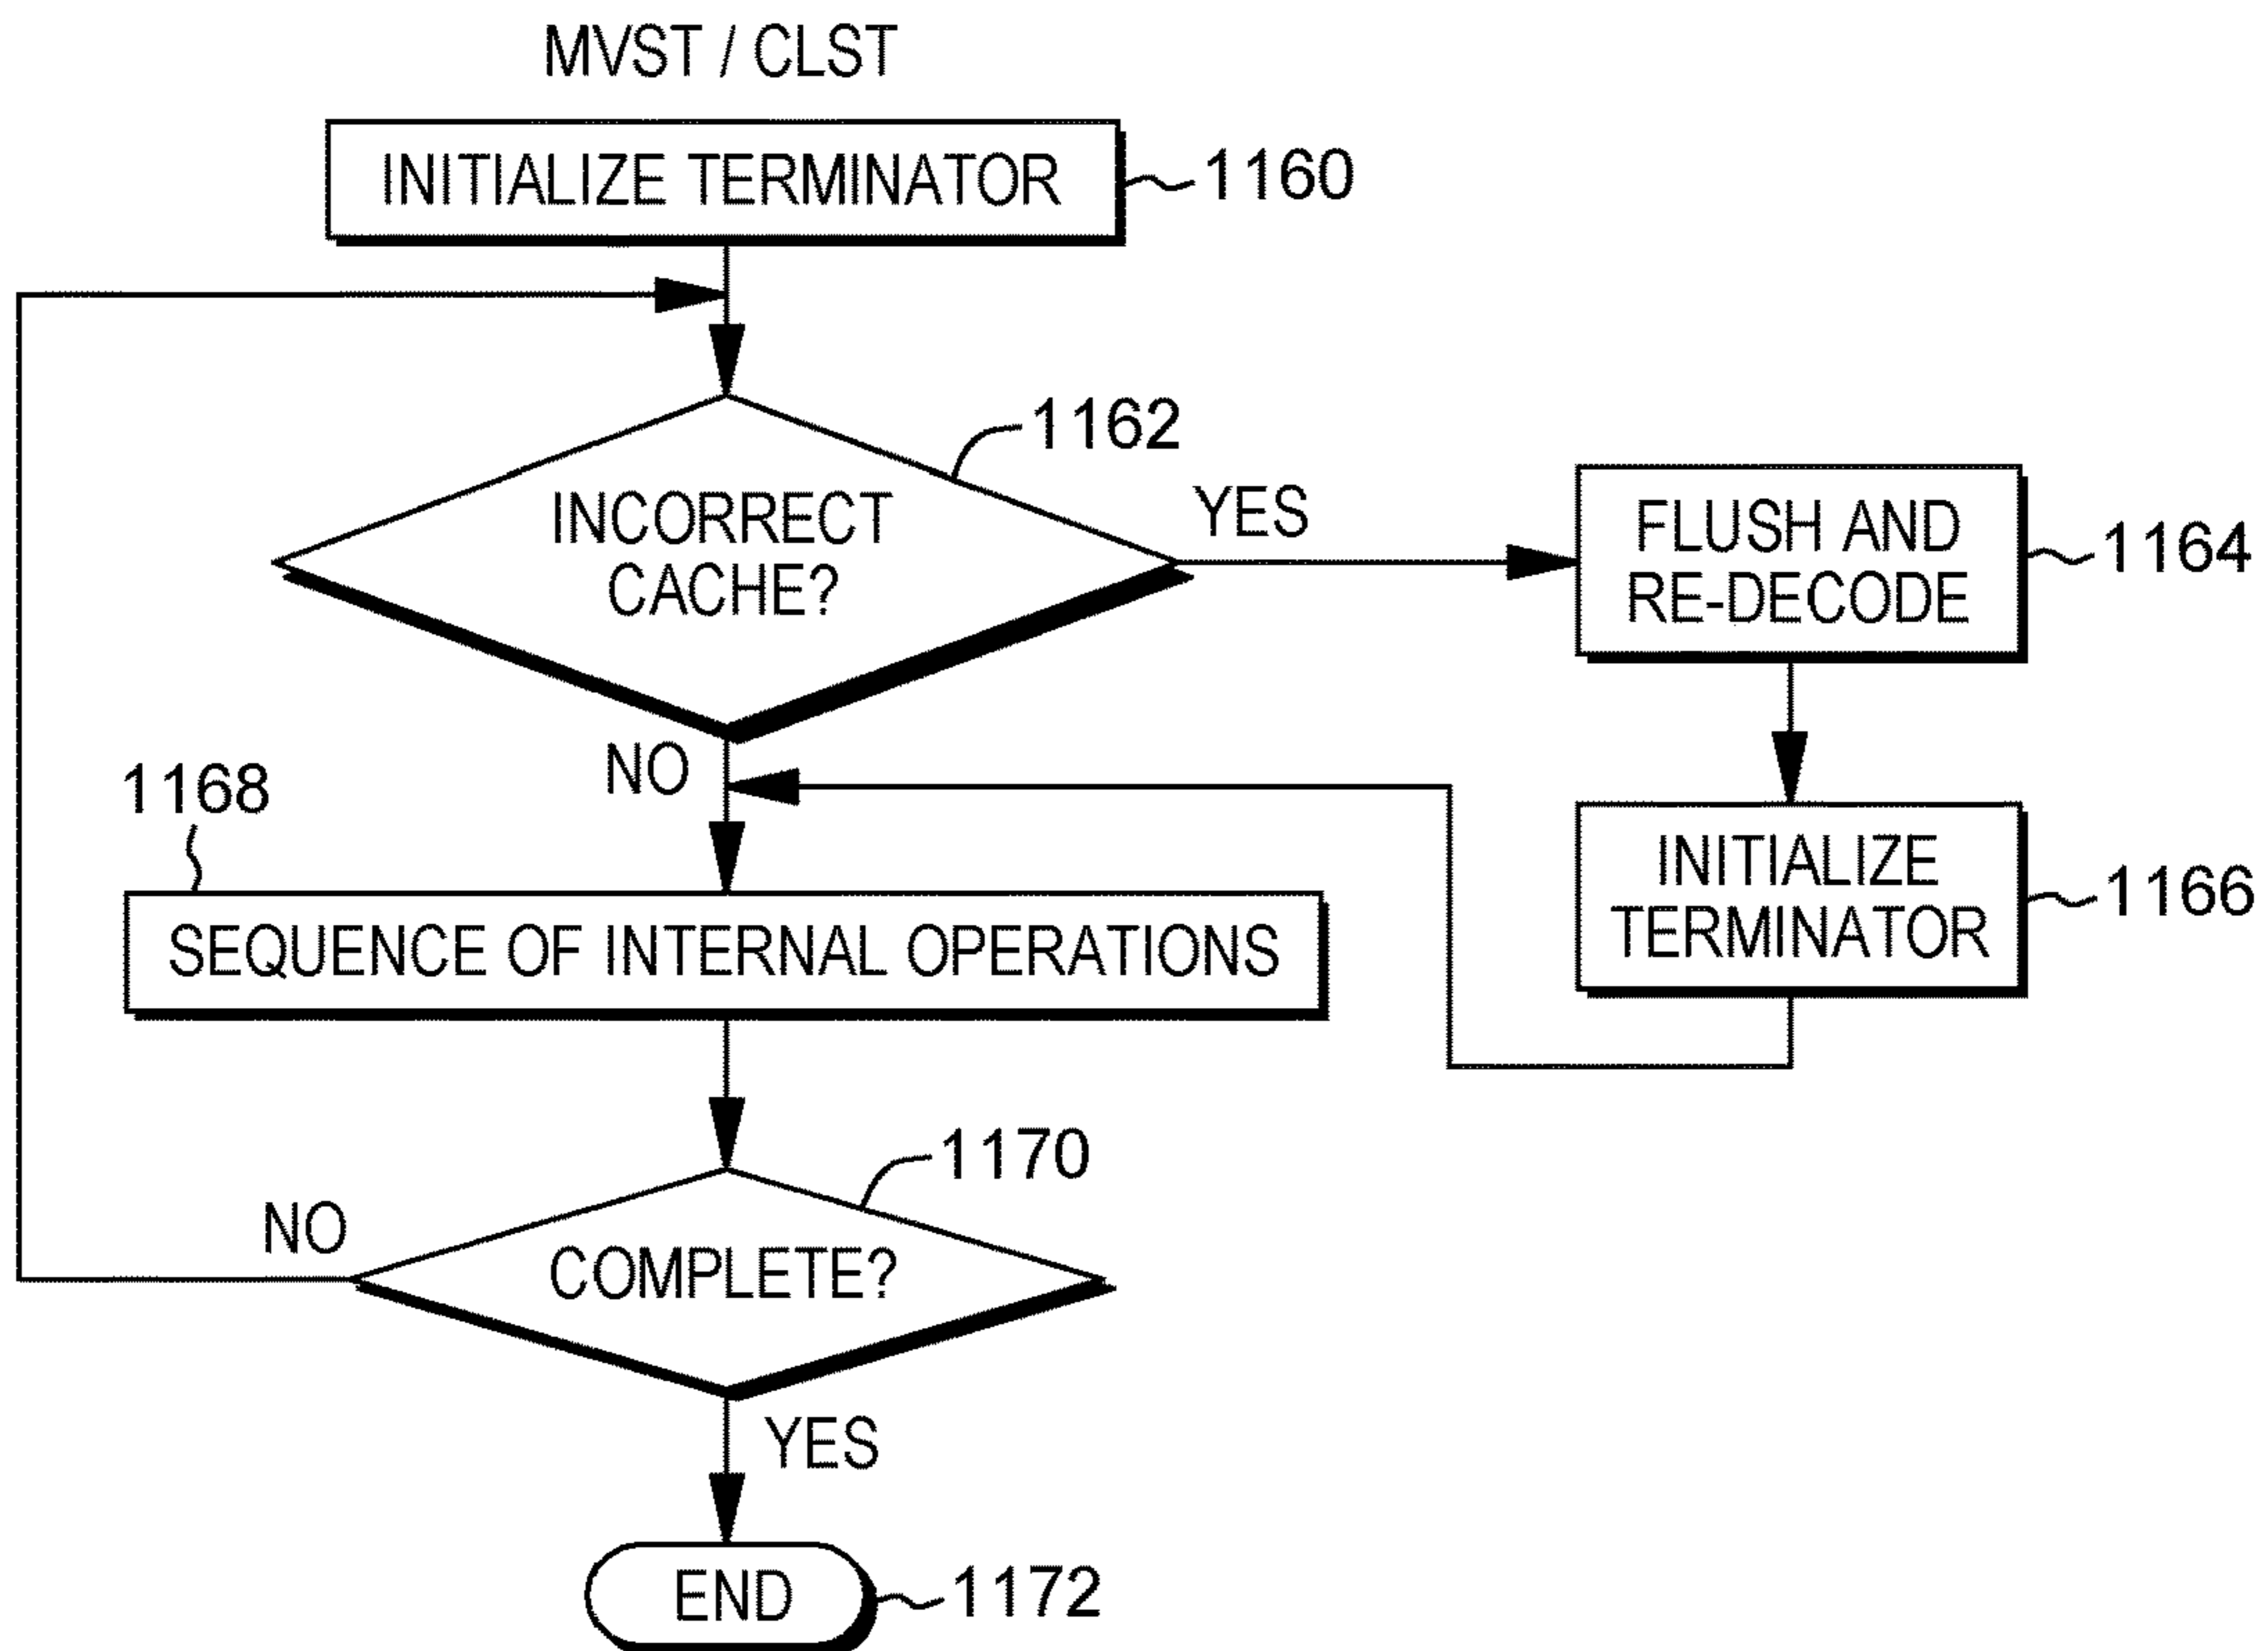 MVST / CLST
INITIALIZE TERMINATOR
1160
1162
INCORRECT
CACHE?
YES
FLUSH AND
RE-DECODE
1164
NO
INITIALIZE
TERMINATOR
1166
1168
SEQUENCE OF INTERNAL OPERATIONS
1170
NO
COMPLETE?
YES
END
1172